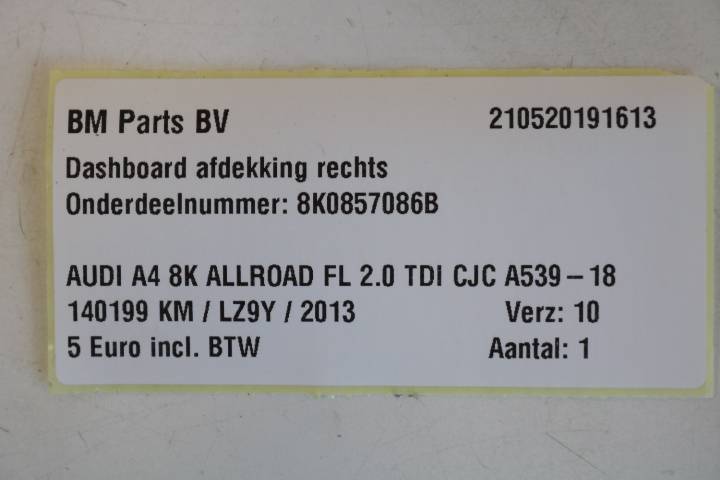 BM Parts BV 210520191613
Dashboard afdekking rechts
Onderdeelnummer: 8K0857086B
AUDI A4 8K ALLROAD FL 2.0 TDI CJC A539 – 18
140199 KM / LZ9Y / 2013 Verz: 10
5 Euro incl. BTW Aantal: 1